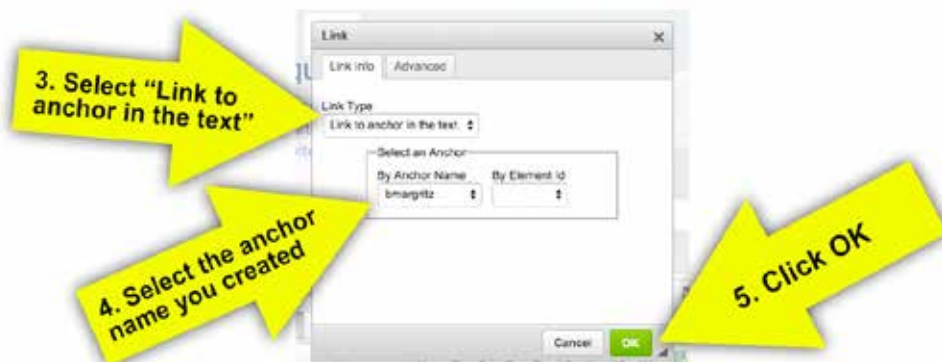 Link
Link Info Advanced
3. Select "Link to
anchor in the text"
Link Type
Link to anchor in the text
Select an Anchor
By Anchor Name By Element Id
bmargritz
4. Select the anchor
name you created
5. Click OK
Cancel OK